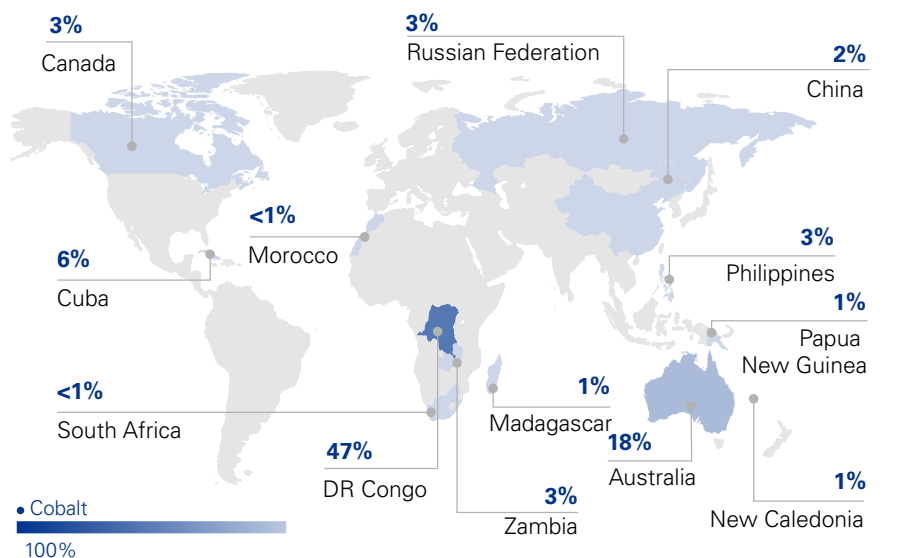 3%
Canada
3%
Russian Federation
2%
China
<1%
Morocco
6%
Cuba
3%
Philippines
1%
Papua
New Guinea
<1%
South Africa
1%
Madagascar
47%
DR Congo
18%
Australia
3%
Zambia
1%
New Caledonia
Cobalt
100%